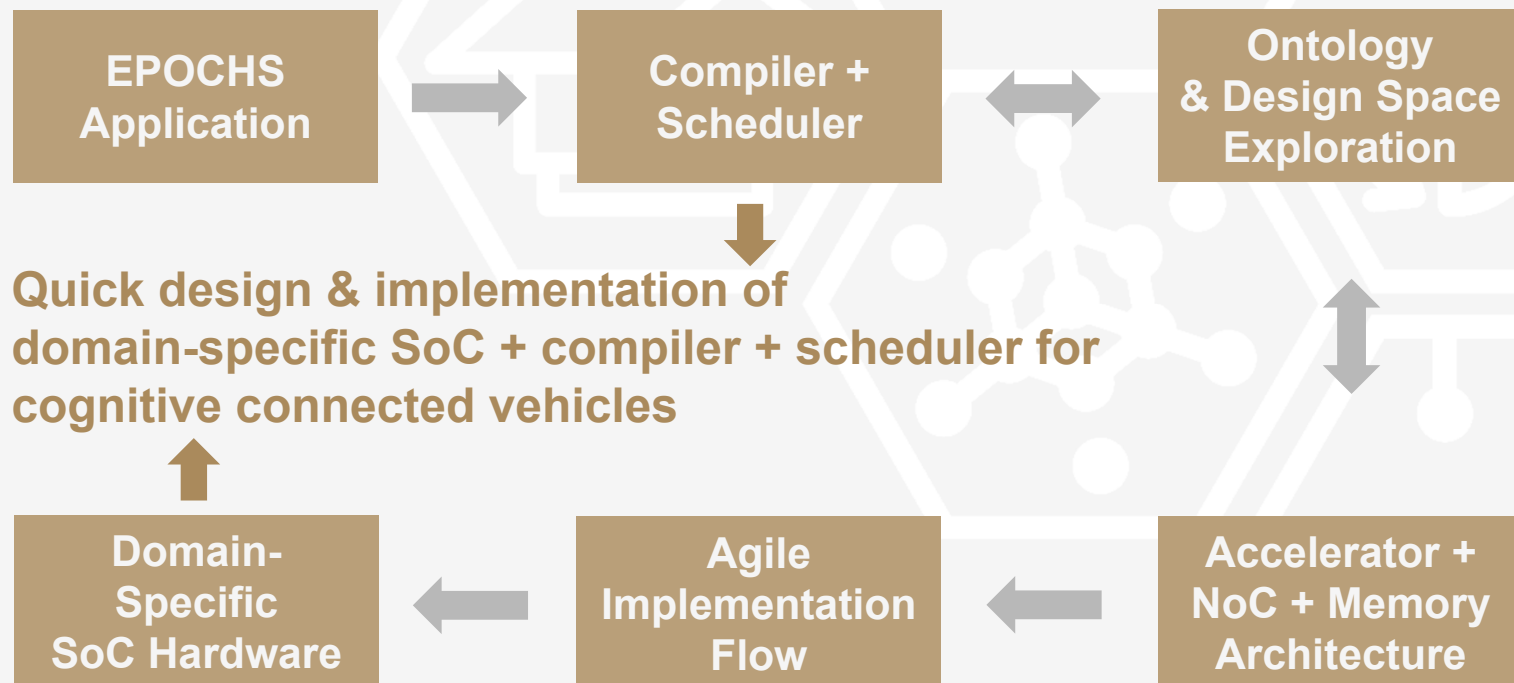 EPOCHS
Application
Compiler +
Scheduler
Ontology
& Design Space
Exploration
Quick design & implementation of
domain-specific SoC + compiler + scheduler for
cognitive connected vehicles
Domain-
Specific
SoC Hardware
Agile
Implementation
Flow
Accelerator +
NoC + Memory
Architecture